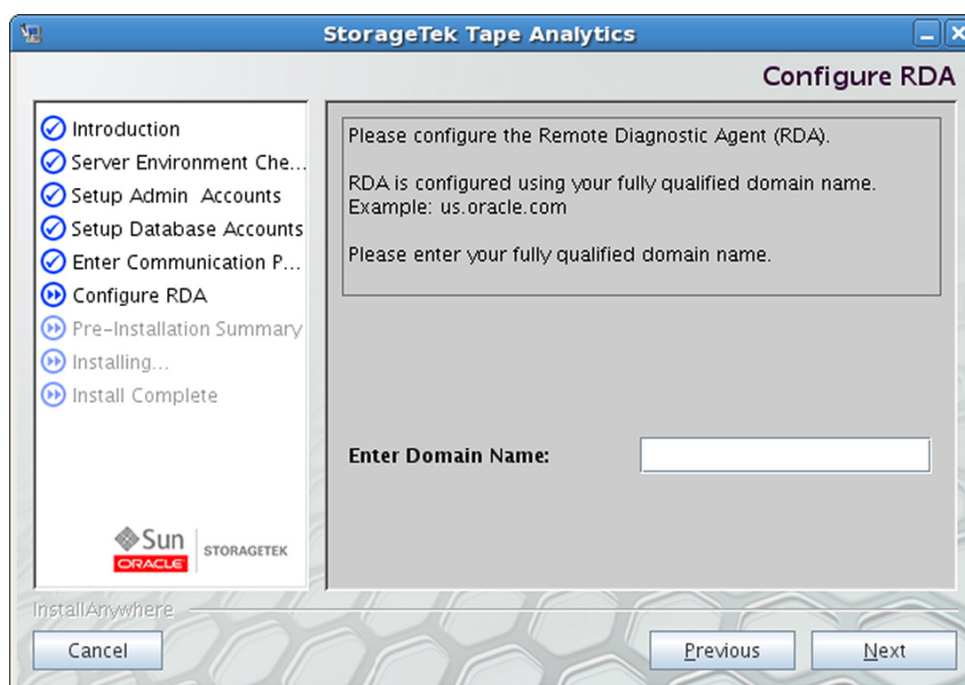 StorageTek Tape Analytics
Configure RDA
Introduction
Server Environment Che...
Setup Admin Accounts
Setup Database Accounts
Enter Communication P...
Configure RDA
Pre-Installation Summary
Installing...
Install Complete
Sun
ORACLE
STORAGETEK
Please configure the Remote Diagnostic Agent (RDA).
RDA is configured using your fully qualified domain name.
Example: us.oracle.com
Please enter your fully qualified domain name.
Enter Domain Name:
InstallAnywhere
Cancel
Previous
Next